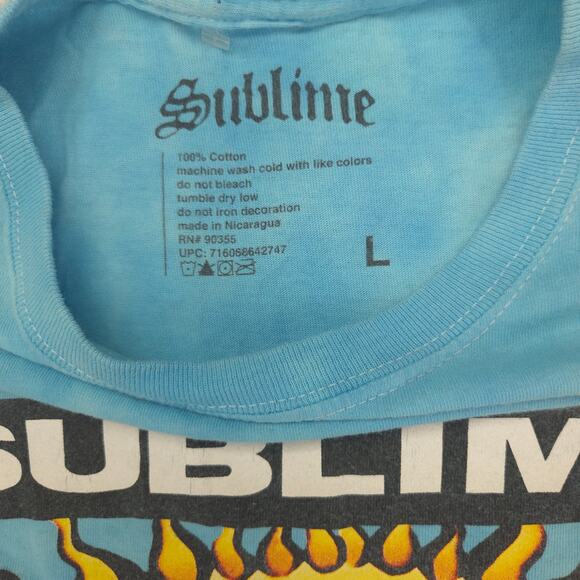 Sublime
100% Cotton
machine wash cold with like colors
do not bleach
tumble dry low
do not iron decoration
made in Nicaragua
RN# 90355
UPC: 716068642747
L
SUBLIM